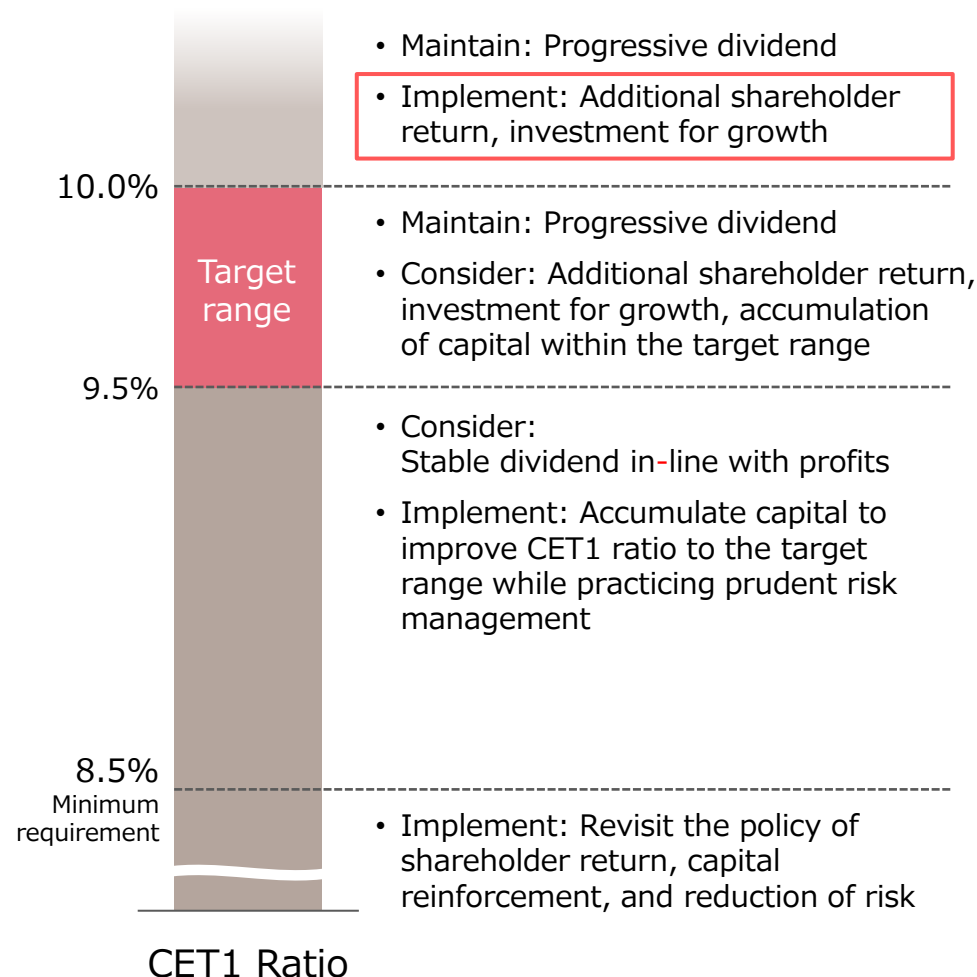 • Maintain: Progressive dividend
• Implement: Additional shareholder
return, investment for growth
10.0%
• Maintain: Progressive dividend
Target
range
• Consider: Additional shareholder return,
investment for growth, accumulation
of capital within the target range
9.5%
• Consider:
Stable dividend in-line with profits
• Implement: Accumulate capital to
improve CET1 ratio to the target
range while practicing prudent risk
management
8.5%
Minimum
requirement
• Implement: Revisit the policy of
shareholder return, capital
reinforcement, and reduction of risk
CET1 Ratio